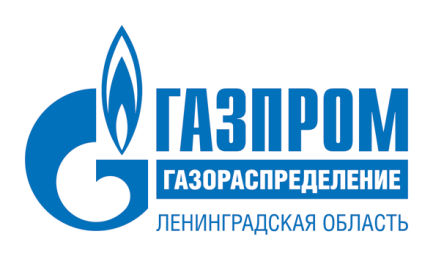 ГАЗПРОМ
ГАЗОРАСПРЕДЕЛЕНИЕ
ЛЕНИНГРАДСКАЯ ОБЛАСТЬ